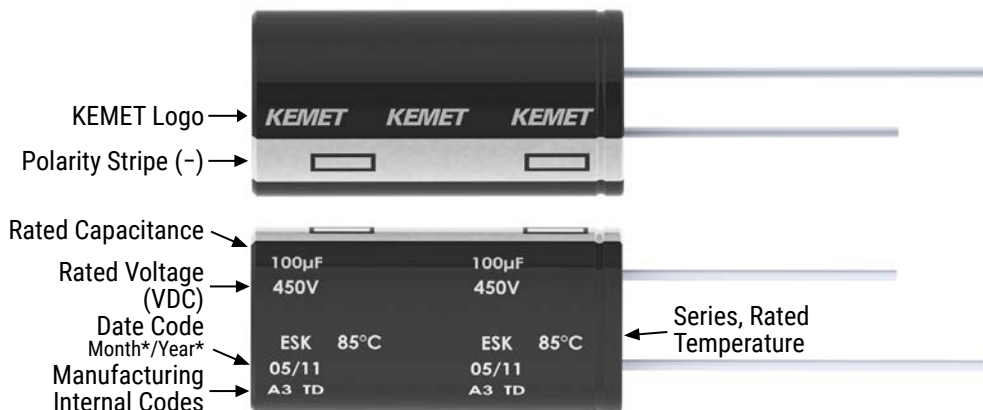 KEMET Logo
KEMET KEMET KEMET
Polarity Stripe (−)
Rated Capacitance
100µF 100µF
Rated Voltage
(VDC)
450V 450V
Date Code
Month*/Year*
ESK 85°C ESK 85°C
Series, Rated
Temperature
05/11 05/11
Manufacturing
Internal Codes
A3 TD A3 TD